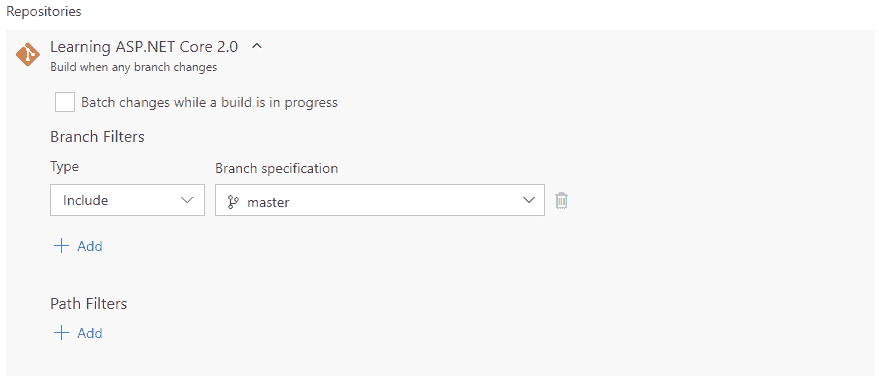 Repositories
Learning ASP.NET Core 2.0
Build when any branch changes
Batch changes while a build is in progress
Branch Filters
Type
Branch specification
Include
master
Add
Path Filters
Add